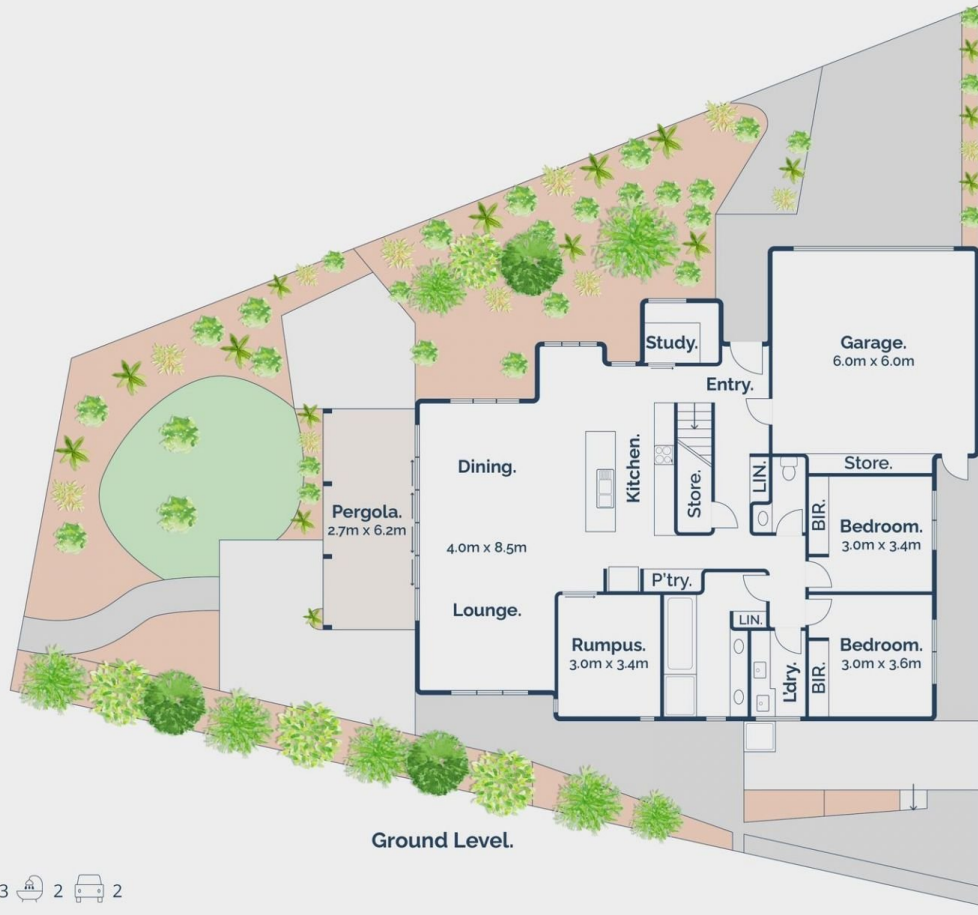 Study.
Garage.
6.0m x 6.0m
Entry.
Dining.
Kitchen.
Store.
LIN.
Store.
BIR.
Bedroom.
3.0m x 3.4m
Pergola.
2.7m x 6.2m
4.0m x 8.5m
P'try.
Lounge.
LIN.
Rumpus.
3.0m x 3.4m
L'dry.
BIR.
Bedroom.
3.0m x 3.6m
Ground Level.
3 2 2